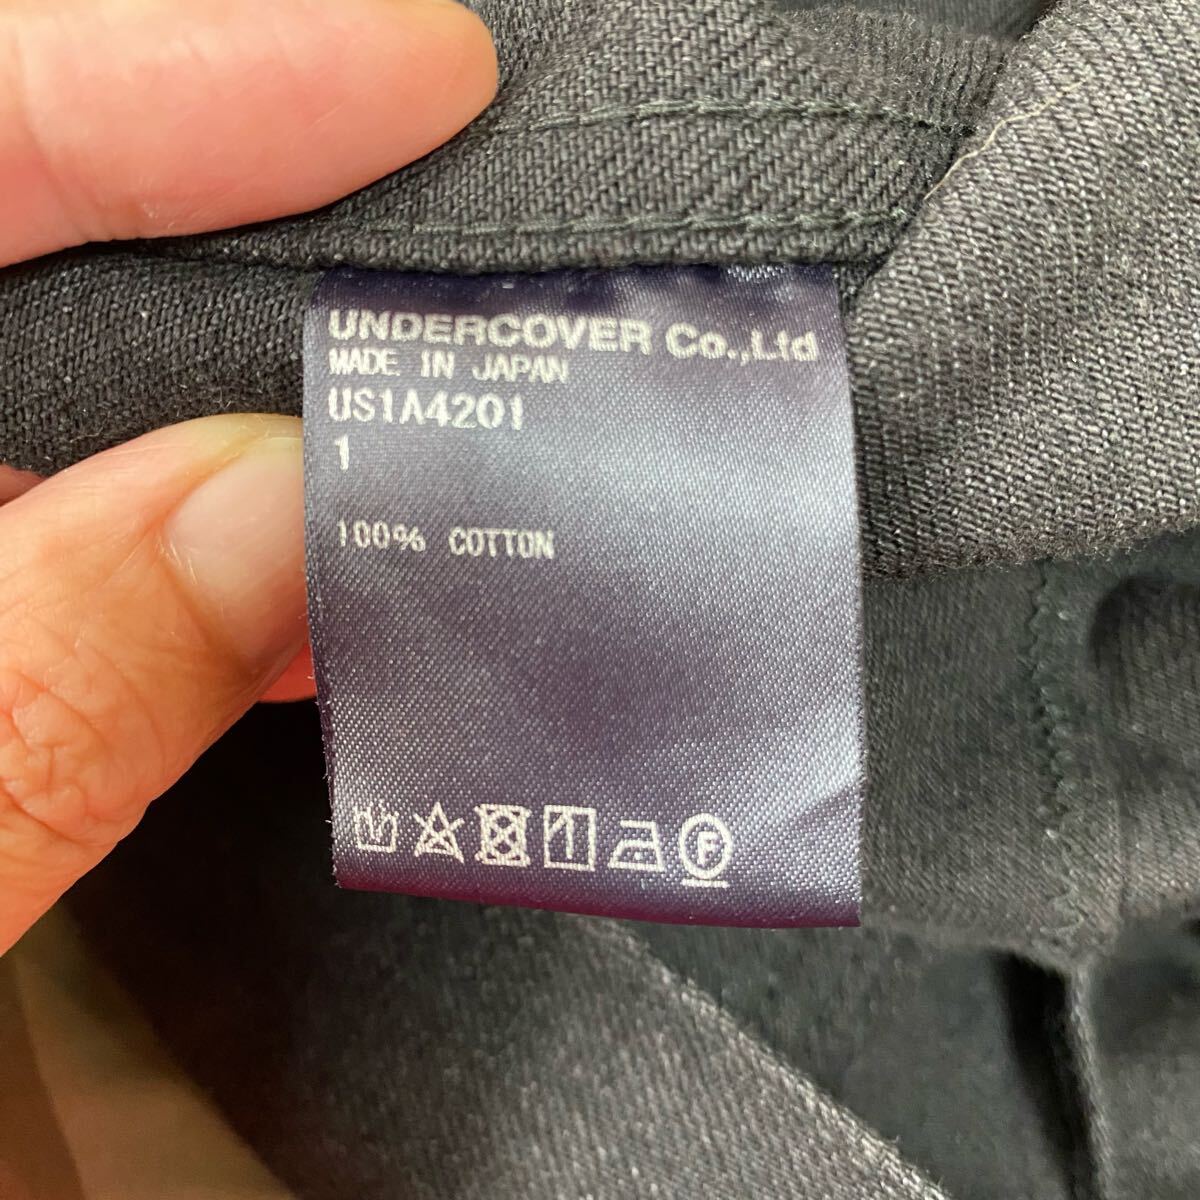 UNDERCOVER Co.,Ltd
MADE IN JAPAN
US1A4201
1
100% COTTON
F